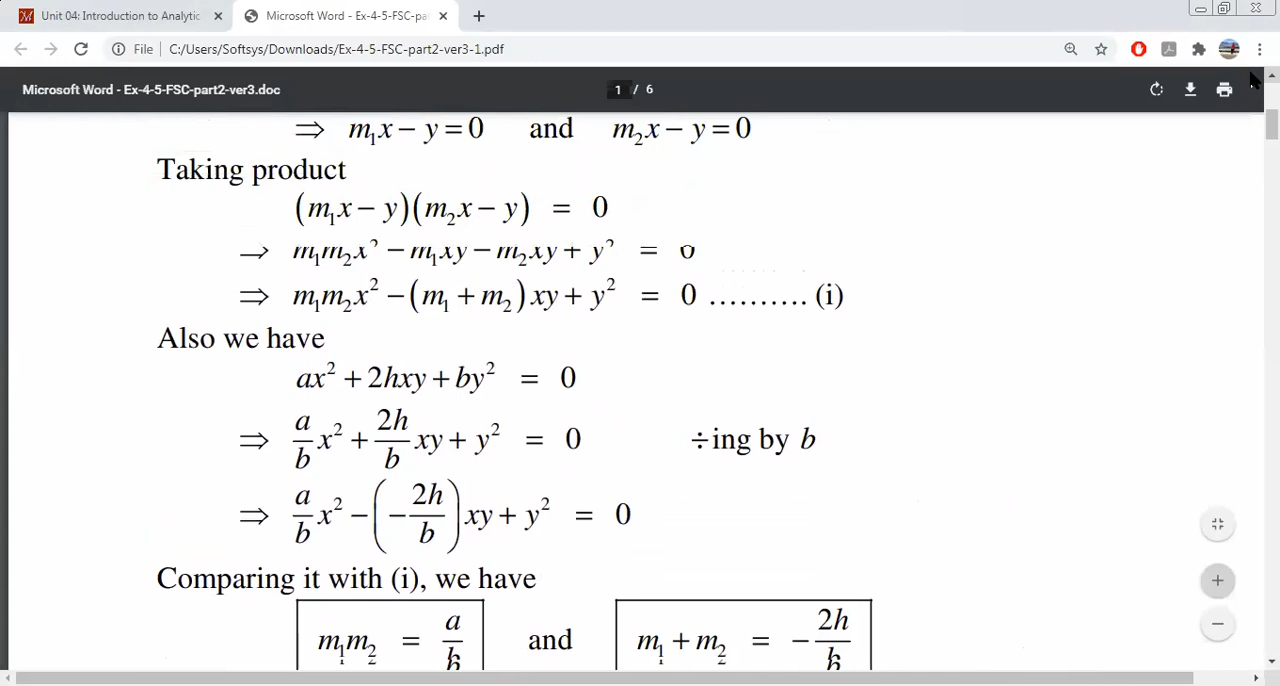 Unit 04: Introduction to Analytic
Microsoft Word - Ex-4-5-FSC-pa
File
C:/Users/Softsys/Downloads/Ex-4-5-FSC-part2-ver3-1.pdf
Microsoft Word - Ex-4-5-FSC-part2-ver3.doc
1 / 6
⇒ m₁x − y = 0 and m₂x − y = 0
Taking product
(m₁x − y)(m₂x − y) = 0
⇒ m₁m₂x² − m₁xy − m₂xy + y² = 0
⇒ m₁m₂x² − (m₁ + m₂)xy + y² = 0 .......... (i)
Also we have
ax² + 2hxy + by² = 0
⇒ a/b x² + 2h/b xy + y² = 0 ÷ing by b
⇒ a/b x² − (− 2h/b) xy + y² = 0
Comparing it with (i), we have
m₁m₂ = a/b and m₁ + m₂ = − 2h/b